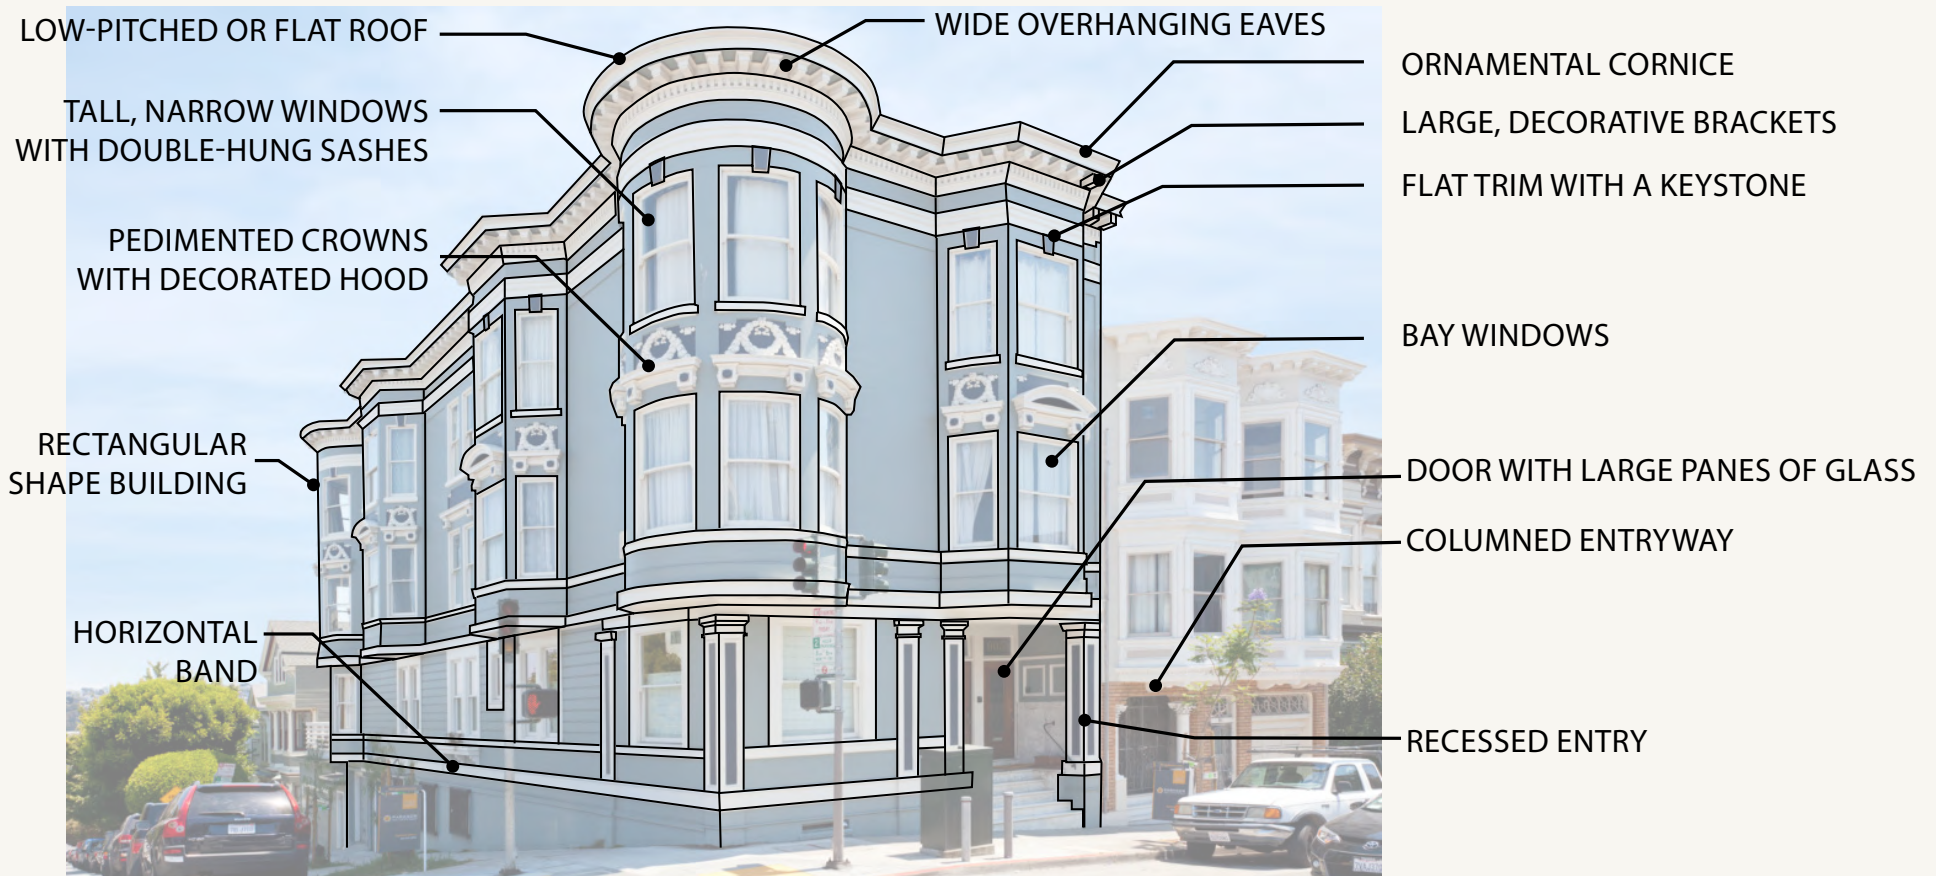 LOW-PITCHED OR FLAT ROOF
WIDE OVERHANGING EAVES
ORNAMENTAL CORNICE
TALL, NARROW WINDOWS
WITH DOUBLE-HUNG SASHES
LARGE, DECORATIVE BRACKETS
FLAT TRIM WITH A KEYSTONE
PEDIMENTED CROWNS
WITH DECORATED HOOD
BAY WINDOWS
RECTANGULAR
SHAPE BUILDING
DOOR WITH LARGE PANES OF GLASS
COLUMNED ENTRYWAY
HORIZONTAL
BAND
RECESSED ENTRY